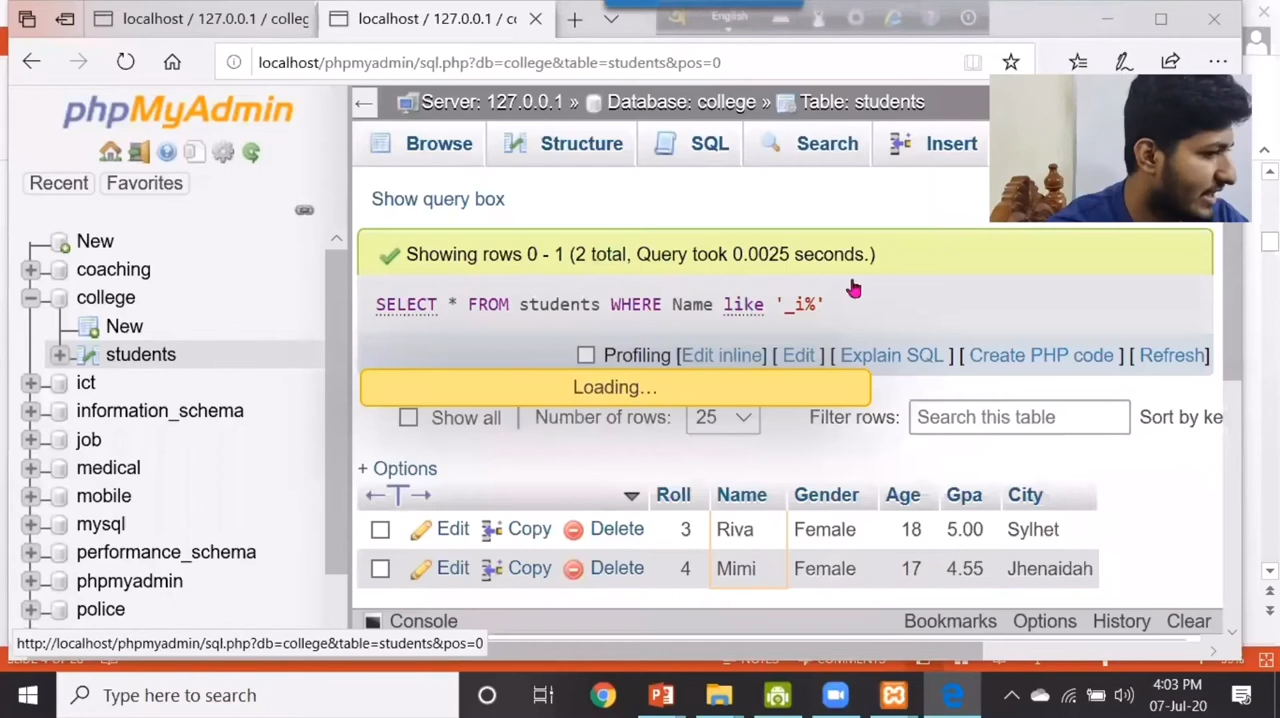 localhost / 127.0.0.1 / colleg
localhost / 127.0.0.1 / cc
English
localhost/phpmyadmin/sql.php?db=college&table=students&pos=0
phpMyAdmin
Recent
Favorites
New
coaching
college
New
students
ict
information_schema
job
medical
mobile
mysql
performance_schema
phpmyadmin
police
Server: 127.0.0.1 » Database: college » Table: students
Browse
Structure
SQL
Search
Insert
Show query box
Showing rows 0 - 1 (2 total, Query took 0.0025 seconds.)
SELECT * FROM students WHERE Name like '_i%'
Profiling [Edit inline] [ Edit ] [ Explain SQL ] [ Create PHP code ] [ Refresh]
Loading…
Show all
Number of rows: 25
Filter rows: Search this table
Sort by ke
+ Options
Roll Name Gender Age Gpa City
Edit Copy Delete 3 Riva Female 18 5.00 Sylhet
Edit Copy Delete 4 Mimi Female 17 4.55 Jhenaidah
Console
Bookmarks Options History Clear
http://localhost/phpmyadmin/sql.php?db=college&table=students&pos=0
Type here to search
4:03 PM
07-Jul-20